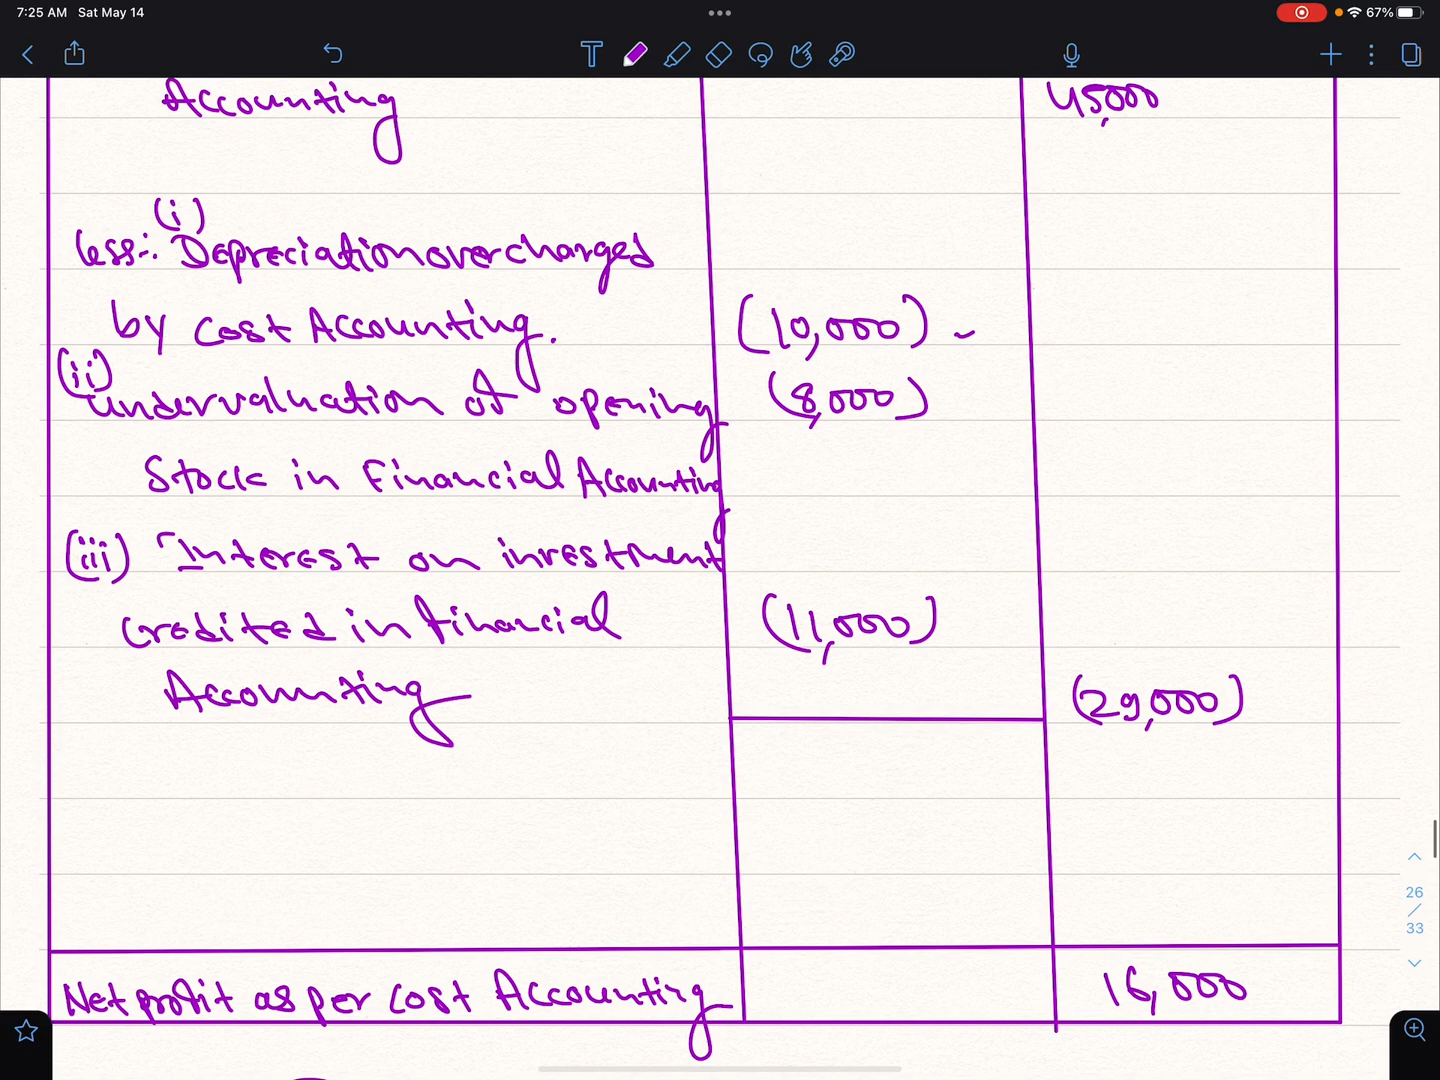 7:25 AM Sat May 14
67%
Accounting 45,000
(i)
less:- Depreciation overcharged
by Cost Accounting. (10,000)
(ii)
undervaluation of opening (8,000)
Stock in Financial Accounting
(iii) Interest on investment
credited in financial (11,000)
Accounting (29,000)
26
/
33
Net profit as per cost Accounting 16,000